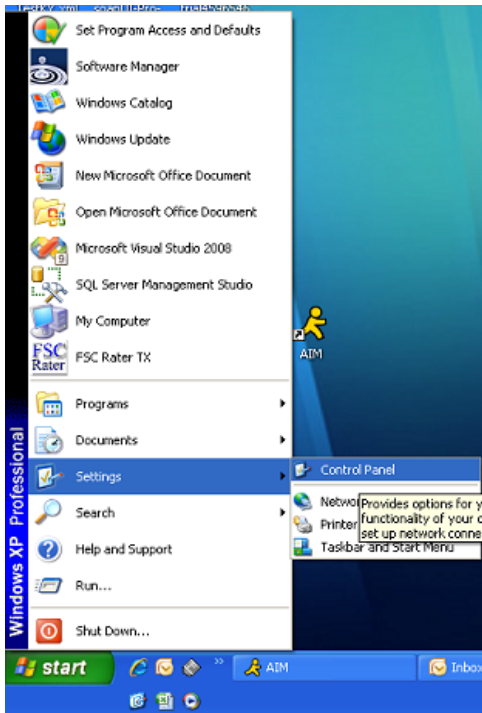 Set Program Access and Defaults
Software Manager
Windows Catalog
Windows Update
New Microsoft Office Document
Open Microsoft Office Document
Microsoft Visual Studio 2008
9
SQL Server Management Studio
My Computer
FSC
Rater
FSC Rater TX
AIM
Programs
Documents
Settings
Control Panel
Search
Provides options for y
functionality of your
set up network conne
Printer
Taskbar and Start Menu
Help and Support
Run...
Shut Down...
Windows XP Professional
start
AIM
Inbox